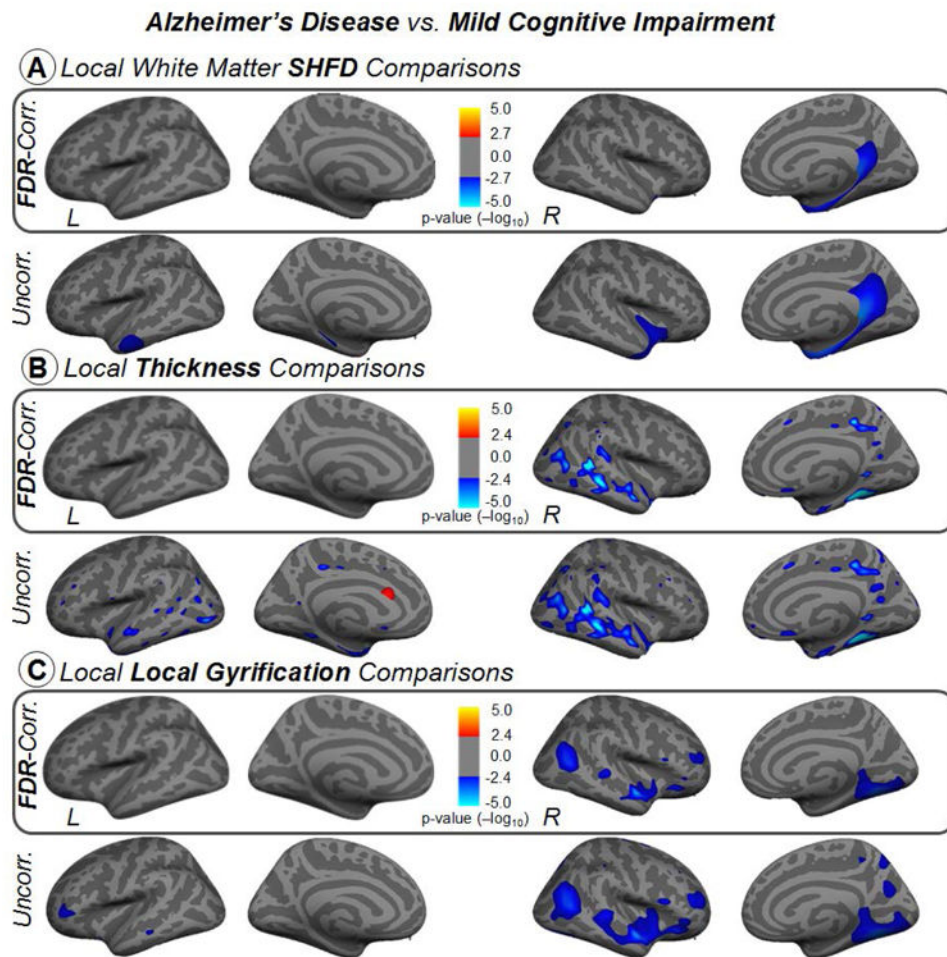 Alzheimer's Disease vs. Mild Cognitive Impairment
A Local White Matter SHFD Comparisons
FDR-Corr.
5.0
2.7
0.0
-2.7
-5.0
p-value (–log10)
L
R
Uncorr.
B Local Thickness Comparisons
FDR-Corr.
5.0
2.4
0.0
-2.4
-5.0
p-value (–log10)
L
R
Uncorr.
C Local Local Gyrification Comparisons
FDR-Corr.
5.0
2.4
0.0
-2.4
-5.0
p-value (–log10)
L
R
Uncorr.